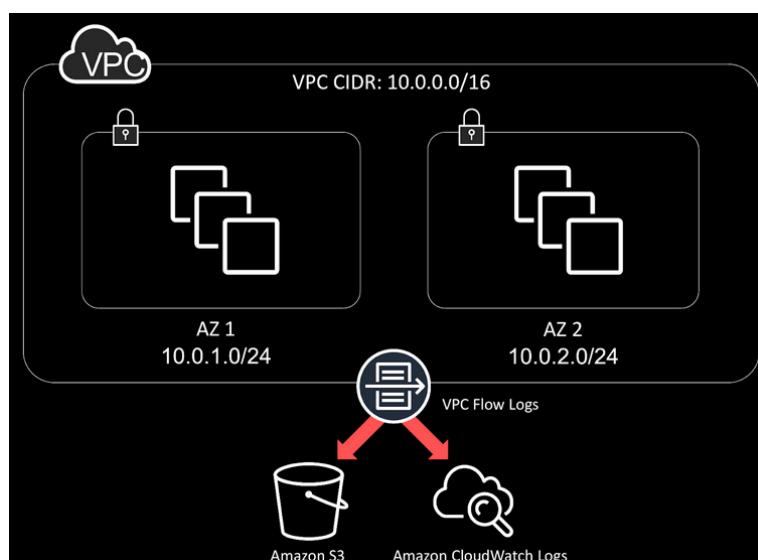 VPC
VPC CIDR: 10.0.0.0/16
AZ 1
10.0.1.0/24
AZ 2
10.0.2.0/24
VPC Flow Logs
Amazon S3
Amazon CloudWatch Logs